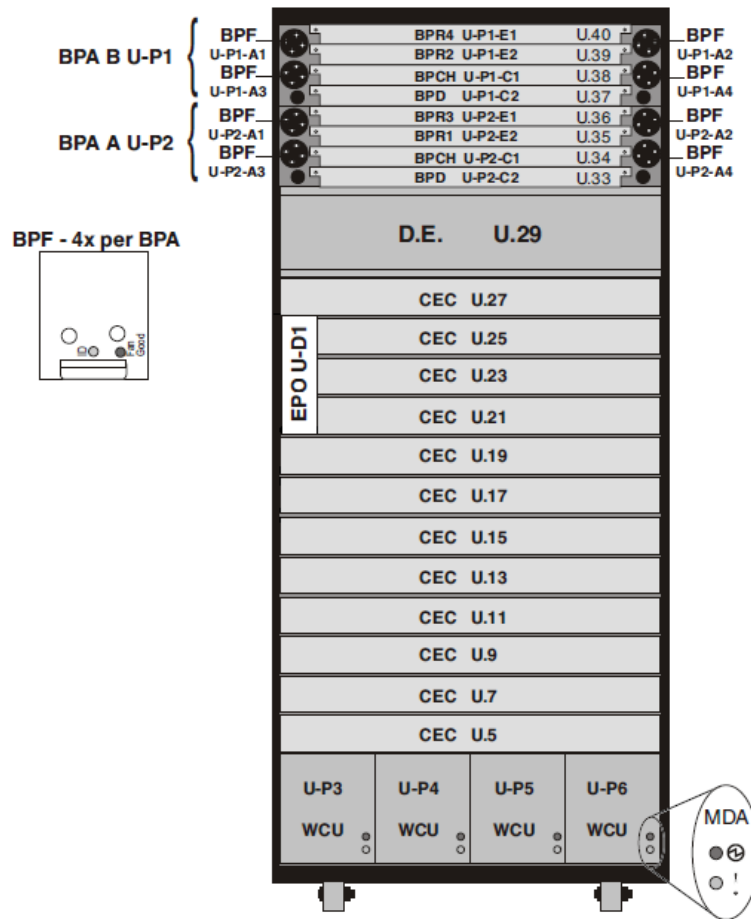 BPF BPR4 U-P1-E1 U.40 BPF
BPA B U-P1 U-P1-A1 BPR2 U-P1-E2 U.39 U-P1-A2
BPF BPCH U-P1-C1 U.38 BPF
U-P1-A3 BPD U-P1-C2 U.37 U-P1-A4
BPF BPR3 U-P2-E1 U.36 BPF
BPA A U-P2 U-P2-A1 BPR1 U-P2-E2 U.35 U-P2-A2
BPF BPCH U-P2-C1 U.34 BPF
U-P2-A3 BPD U-P2-C2 U.33 U-P2-A4
D.E. U.29
BPF - 4x per BPA
Fan
Good
CEC U.27
EPO U-D1
CEC U.25
CEC U.23
CEC U.21
CEC U.19
CEC U.17
CEC U.15
CEC U.13
CEC U.11
CEC U.9
CEC U.7
CEC U.5
U-P3 U-P4 U-P5 U-P6
WCU WCU WCU WCU
MDA
!